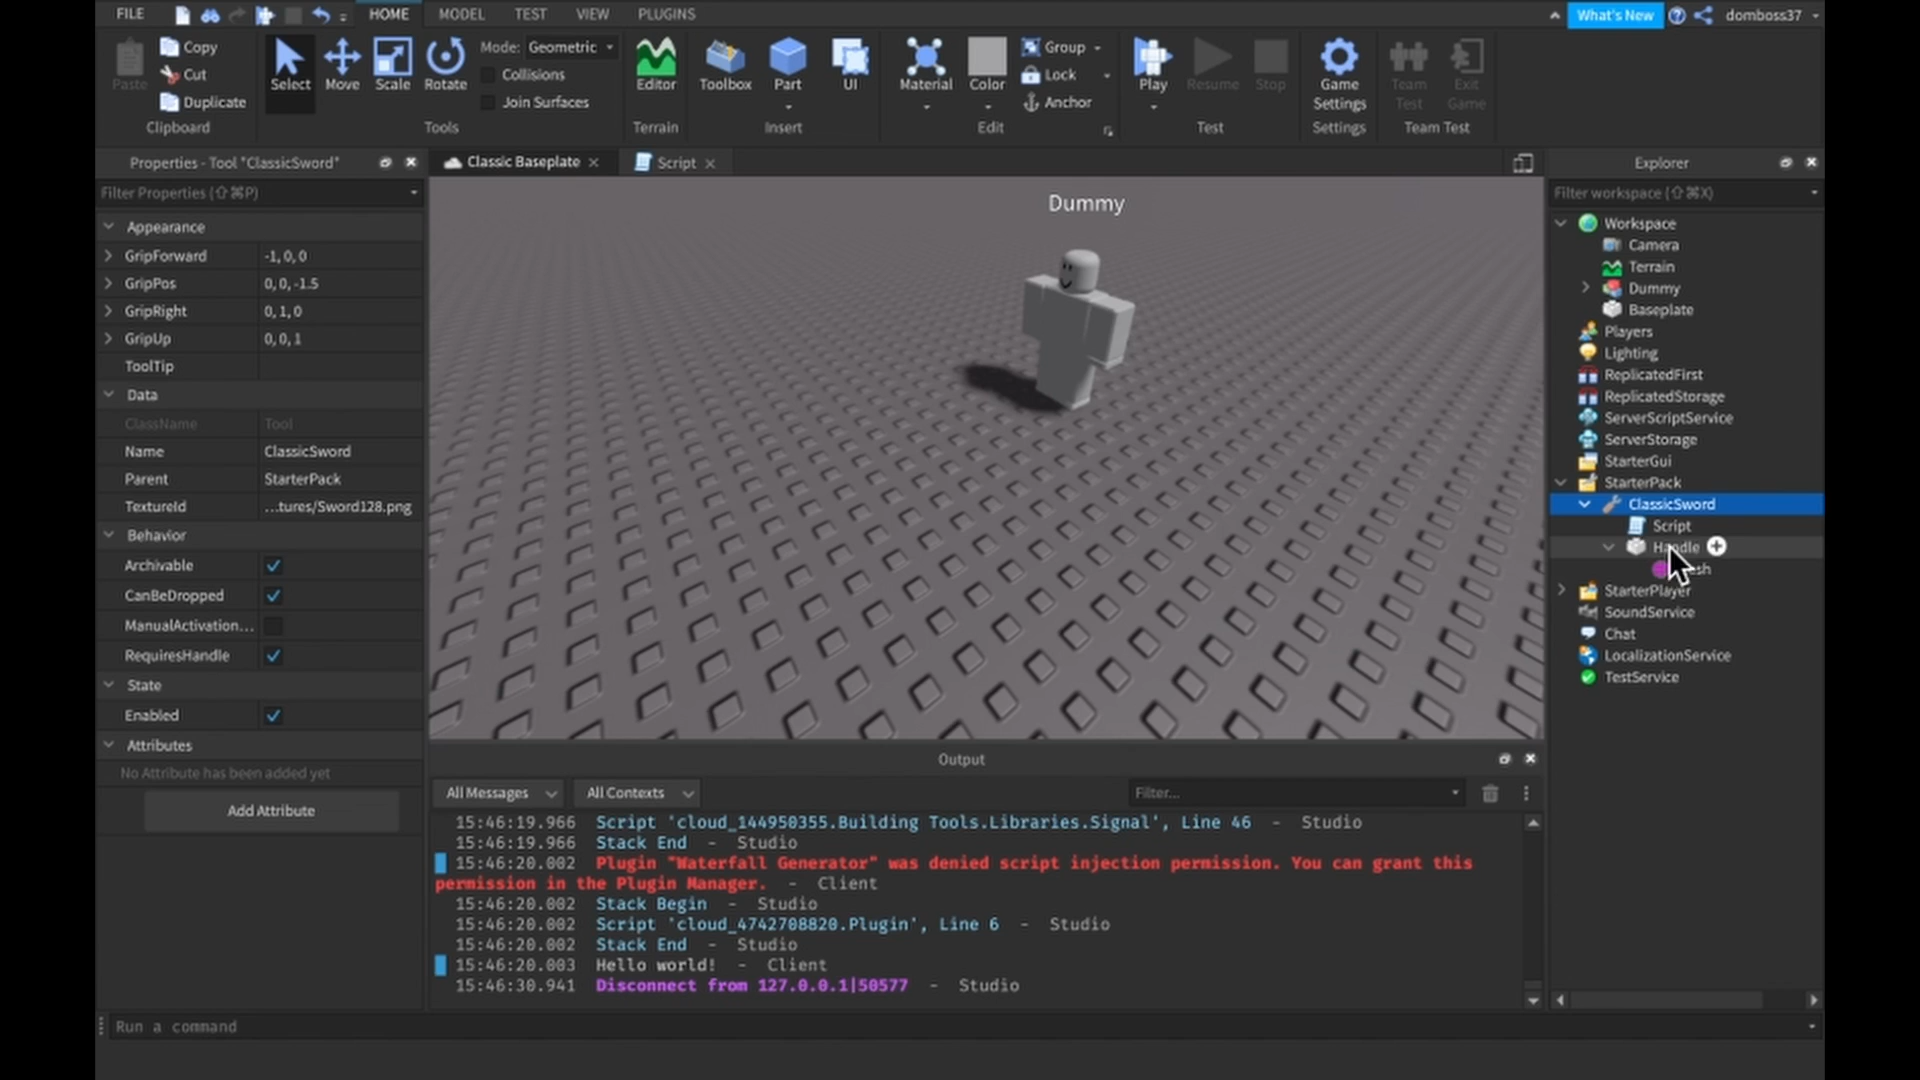 FILE HOME MODEL TEST VIEW PLUGINS What's New domboss37
Paste Copy Cut Duplicate Clipboard
Select Move Scale Rotate Mode: Geometric Collisions Join Surfaces Tools
Editor Terrain
Toolbox Part UI Insert
Material Color Group Lock Anchor Edit
Play Resume Stop Test
Game Settings Settings
Team Test Exit Game Team Test
Properties - Tool "ClassicSword"
Filter Properties (⇧⌘P)
Appearance
GripForward -1, 0, 0
GripPos 0, 0, -1.5
GripRight 0, 1, 0
GripUp 0, 0, 1
ToolTip
Data
ClassName Tool
Name ClassicSword
Parent StarterPack
TextureId ...tures/Sword128.png
Behavior
Archivable
CanBeDropped
ManualActivation...
RequiresHandle
State
Enabled
Attributes
No Attribute has been added yet
Add Attribute
Classic Baseplate Script
Dummy
Output
All Messages All Contexts Filter...
15:46:19.966 Script 'cloud_144950355.Building Tools.Libraries.Signal', Line 46 - Studio
15:46:19.966 Stack End - Studio
15:46:20.002 Plugin "Waterfall Generator" was denied script injection permission. You can grant this
permission in the Plugin Manager. - Client
15:46:20.002 Stack Begin - Studio
15:46:20.002 Script 'cloud_4742708820.Plugin', Line 6 - Studio
15:46:20.002 Stack End - Studio
15:46:20.003 Hello world! - Client
15:46:30.941 Disconnect from 127.0.0.1|50577 - Studio
Explorer
Filter workspace (⇧⌘X)
Workspace
Camera
Terrain
Dummy
Baseplate
Players
Lighting
ReplicatedFirst
ReplicatedStorage
ServerScriptService
ServerStorage
StarterGui
StarterPack
ClassicSword
Script
Handle
StarterPlayer
SoundService
Chat
LocalizationService
TestService
Run a command